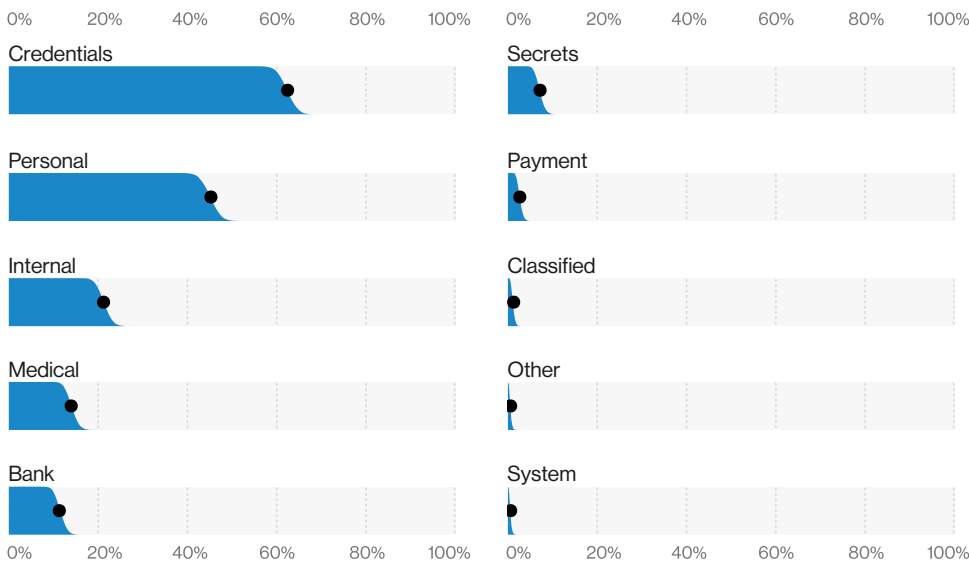 0% 20% 40% 60% 80% 100% 0% 20% 40% 60% 80% 100%
Credentials Secrets
Personal Payment
Internal Classified
Medical Other
Bank System
0% 20% 40% 60% 80% 100% 0% 20% 40% 60% 80% 100%